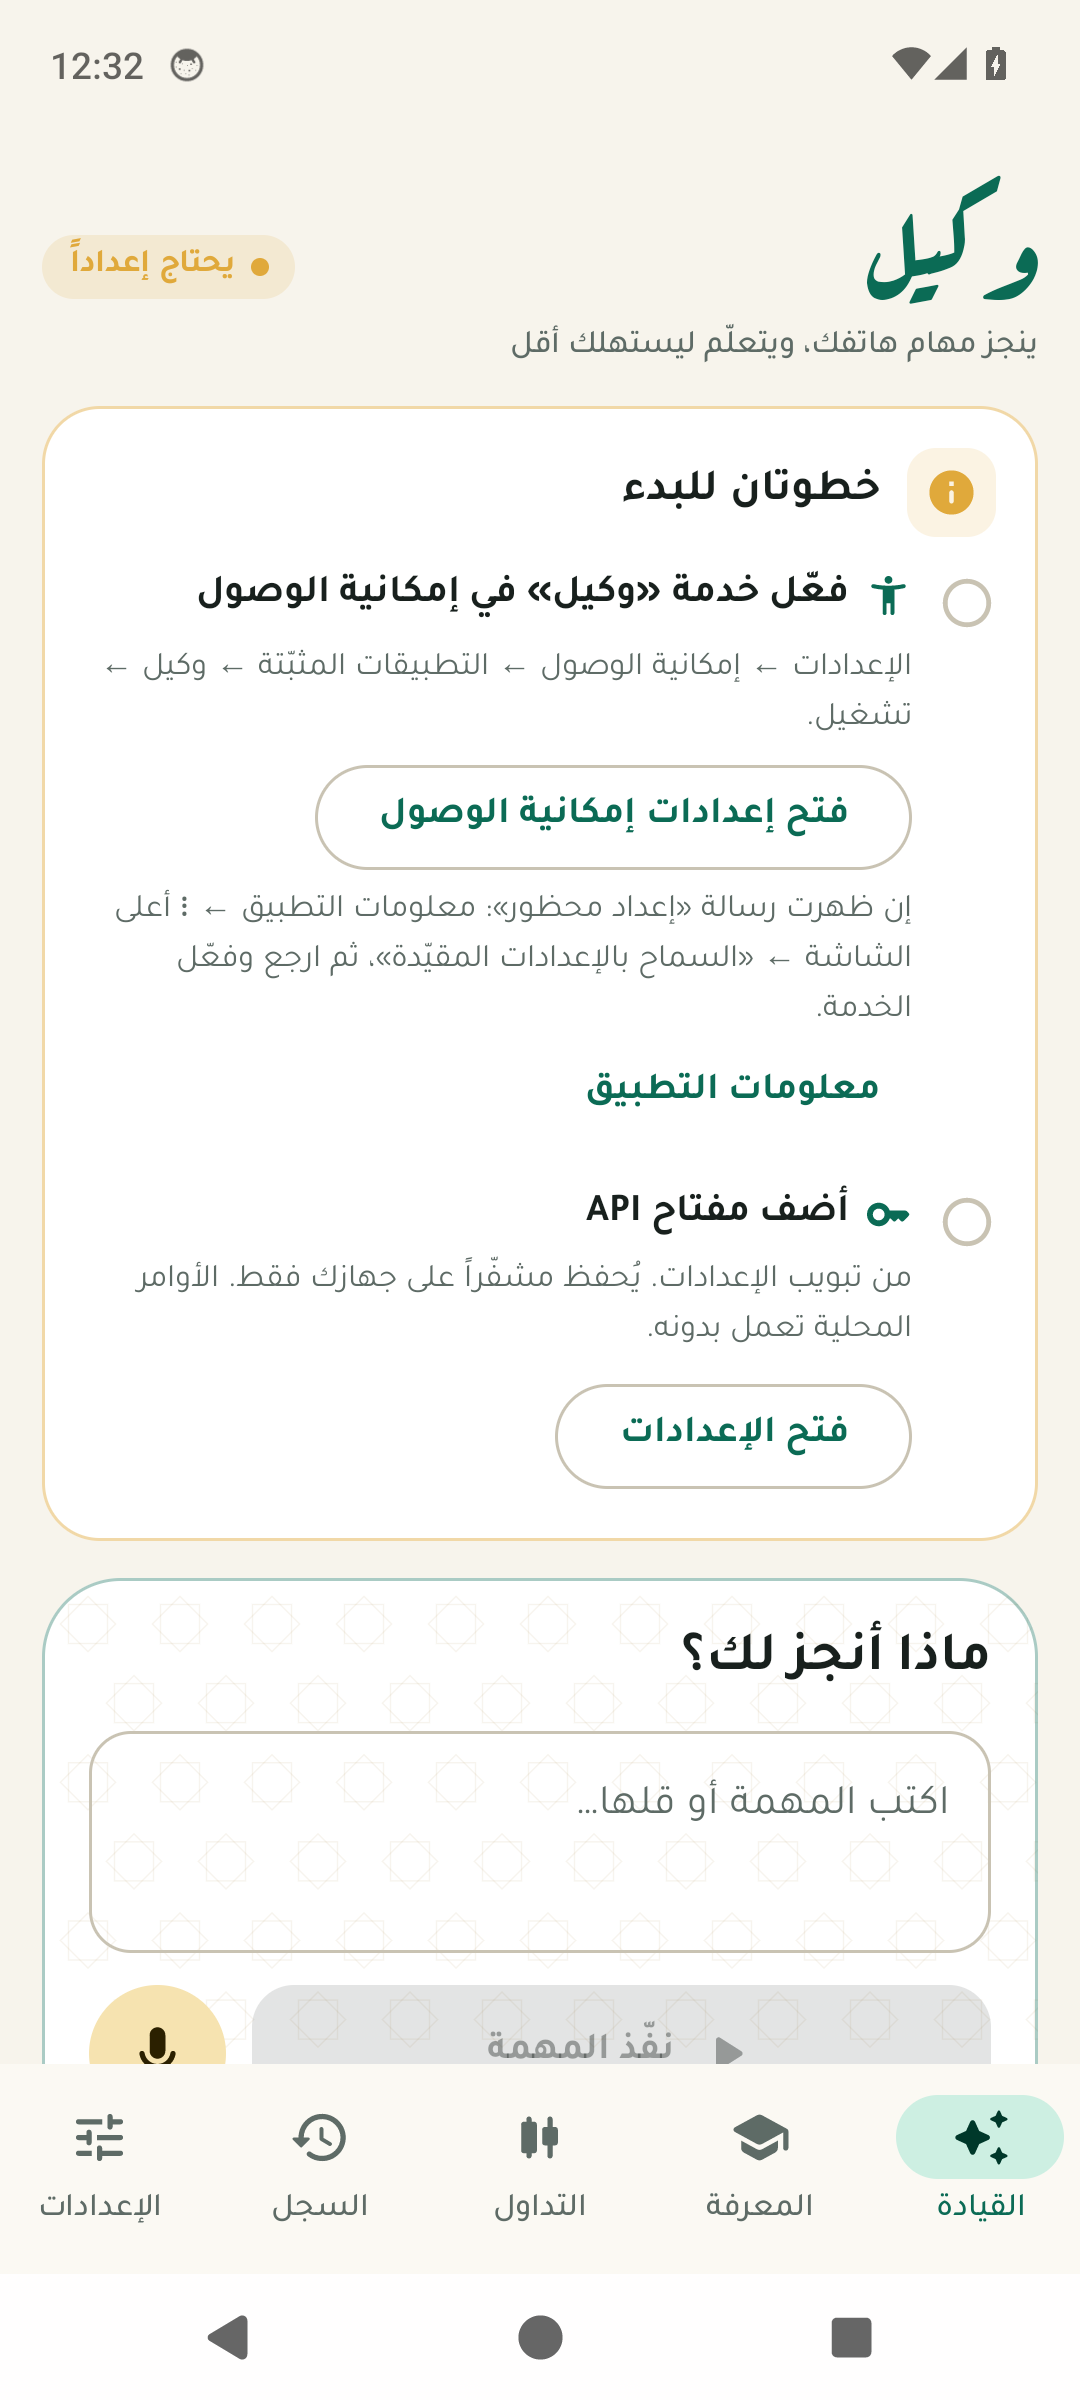 12:32
وكيل
يحتاج إعداداً
ينجز مهام هاتفك، ويتعلّم ليستهلك أقل
خطوتان للبدء
فعّل خدمة «وكيل» في إمكانية الوصول
الإعدادات ← إمكانية الوصول ← التطبيقات المثبّتة ← وكيل ←
تشغيل.
فتح إعدادات إمكانية الوصول
إن ظهرت رسالة «إعداد محظور»: معلومات التطبيق ← ⋮ أعلى
الشاشة ← «السماح بالإعدادات المقيّدة»، ثم ارجع وفعّل
الخدمة.
معلومات التطبيق
أضف مفتاح API
من تبويب الإعدادات. يُحفظ مشفّراً على جهازك فقط. الأوامر
المحلية تعمل بدونه.
فتح الإعدادات
ماذا أنجز لك؟
اكتب المهمة أو قلها…
نفّذ المهمة
القيادة
المعرفة
التداول
السجل
الإعدادات